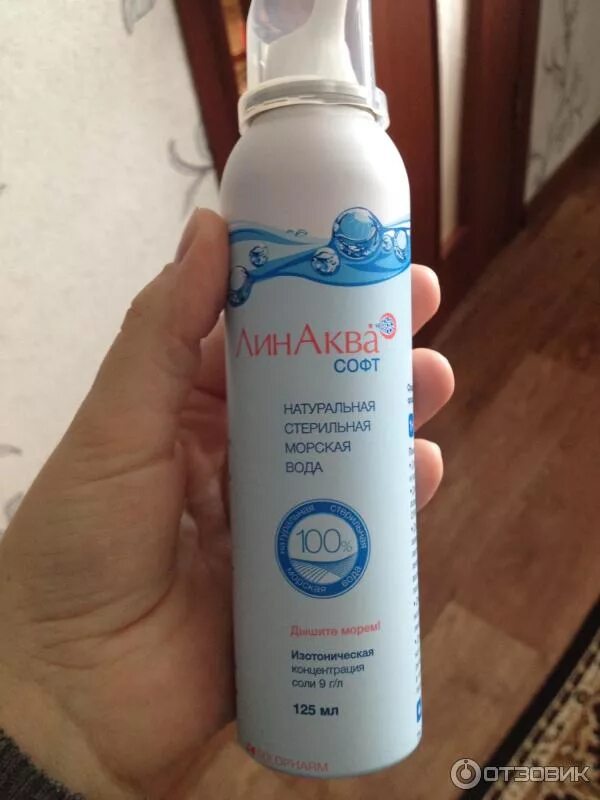 ЛинАква
СОФТ
НАТУРАЛЬНАЯ
СТЕРИЛЬНАЯ
МОРСКАЯ
ВОДА
натуральная стерильная
100%
морская вода
Дышите морем!
Изотоническая
концентрация
соли 9 г/л
125 мл
SOLOPHARM
ОТЗОВИК